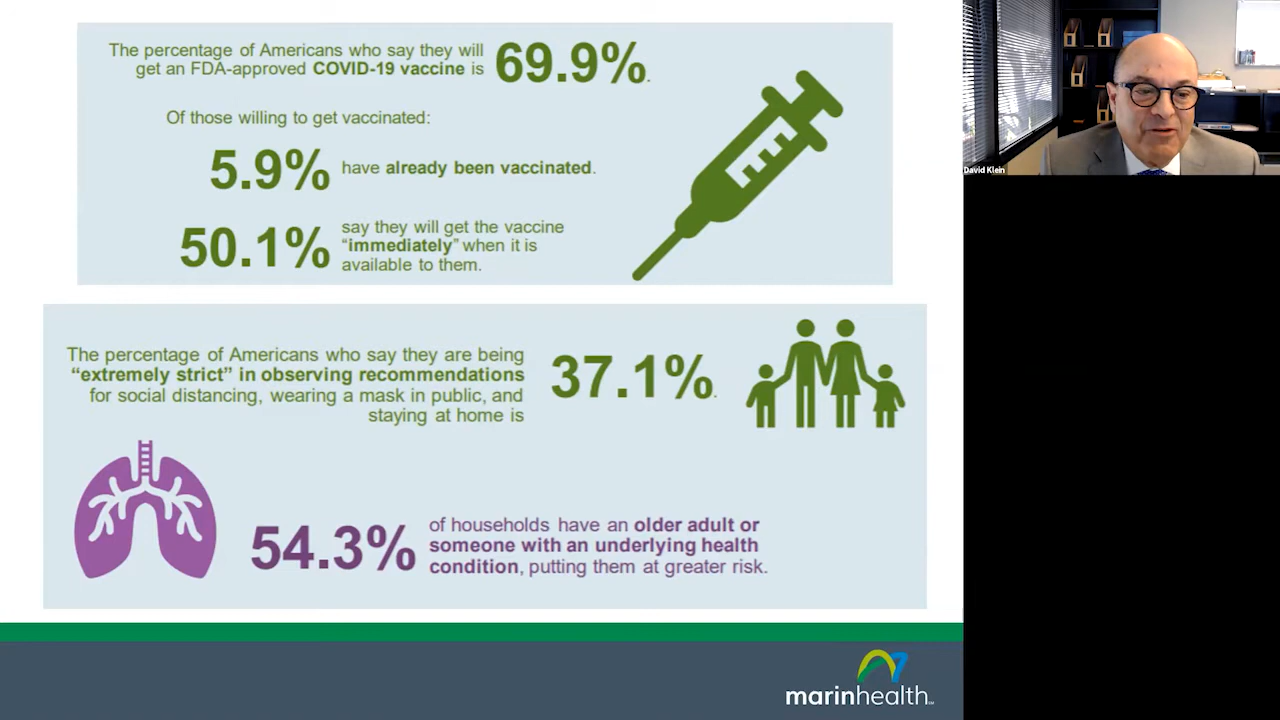 The percentage of Americans who say they will
get an FDA-approved COVID-19 vaccine is
69.9%.
Of those willing to get vaccinated:
5.9%
have already been vaccinated.
50.1%
say they will get the vaccine
“immediately” when it is
available to them.
The percentage of Americans who say they are being
“extremely strict” in observing recommendations
for social distancing, wearing a mask in public, and
staying at home is
37.1%.
54.3%
of households have an older adult or
someone with an underlying health
condition, putting them at greater risk.
marinhealth
David Klein